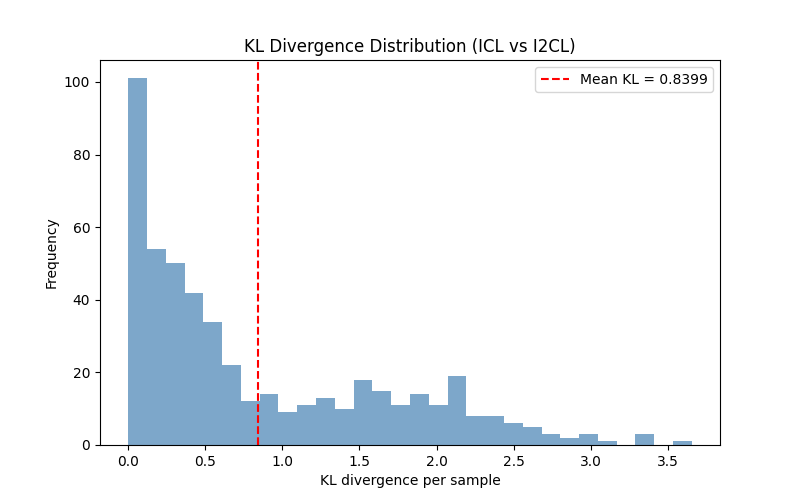 KL Divergence Distribution (ICL vs I2CL)
Mean KL = 0.8399
Frequency
100
80
60
40
20
0
0.0 0.5 1.0 1.5 2.0 2.5 3.0 3.5
KL divergence per sample